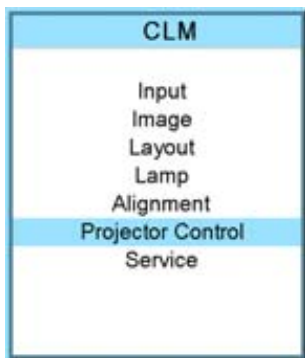 CLM
Input
Image
Layout
Lamp
Alignment
Projector Control
Service